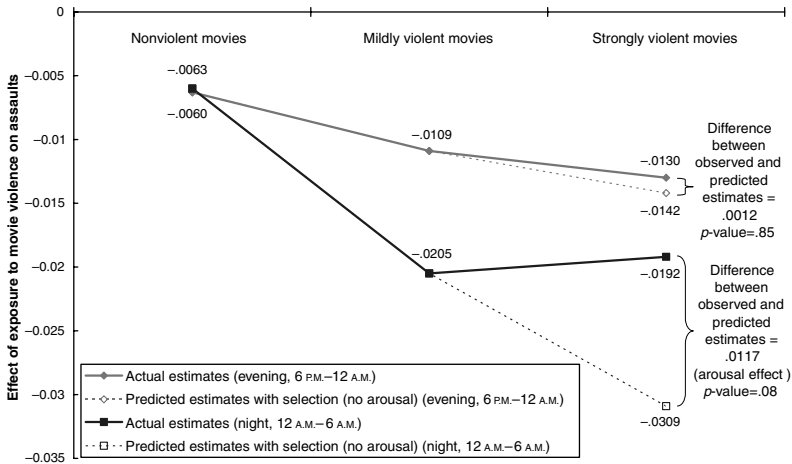 0
Nonviolent movies
Mildly violent movies
Strongly violent movies
−.0063
−.0060
−.0109
−.0130
−.0142
−.0205
−.0192
−.0309
Difference
between
observed and
predicted
estimates =
.0012
p-value=.85
Difference
between
observed and
predicted
estimates =
.0117
(arousal effect )
p-value=.08
−0.005
−0.01
−0.015
−0.02
−0.025
−0.03
−0.035
Effect of exposure to movie violence on assaults
Actual estimates (evening, 6 P.M.–12 A.M.)
Predicted estimates with selection (no arousal) (evening, 6 P.M.–12 A.M.)
Actual estimates (night, 12 A.M.–6 A.M.)
Predicted estimates with selection (no arousal) (night, 12 A.M.–6 A.M.)